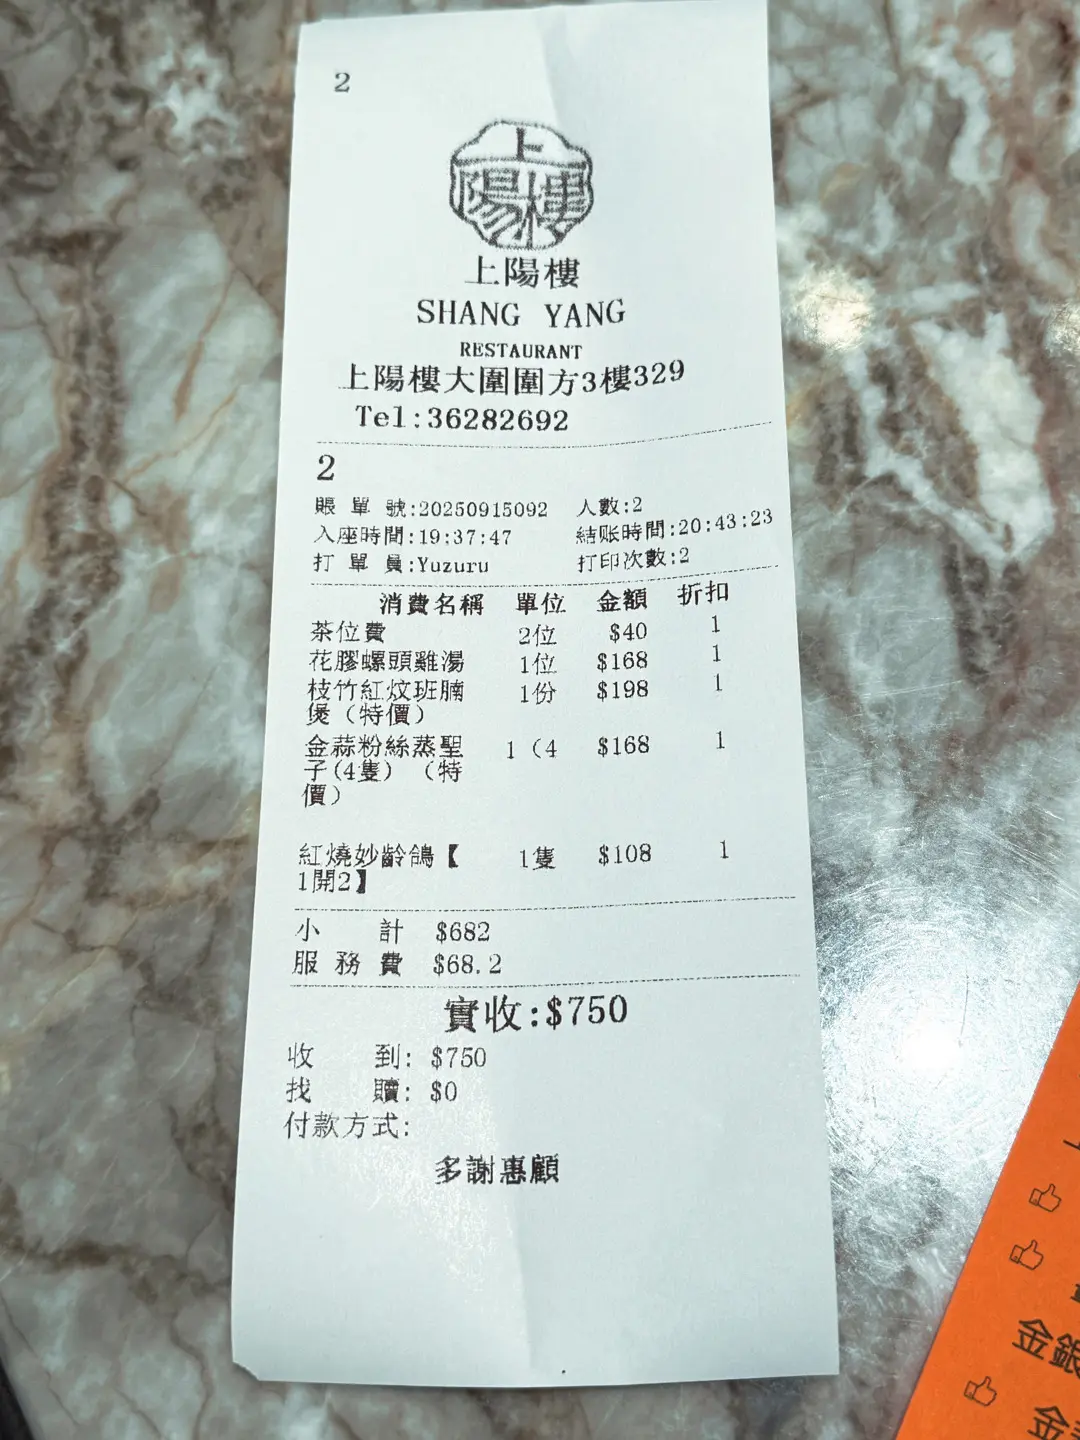 2
上陽樓
上陽樓
SHANG YANG
RESTAURANT
上陽樓大圍圍方3樓329
Tel:36282692
2
賬單號:20250915092 人數:2
入座時間:19:37:47 結账時間:20:43:23
打單員:Yuzuru 打印次數:2
消費名稱 單位 金額 折扣
茶位費 2位 $40 1
花膠螺頭雞湯 1位 $168 1
枝竹紅炆班腩 1份 $198 1
煲(特價)
金蒜粉絲蒸聖 1(4 $168 1
子(4隻) (特
價)
紅燒妙齡鴿【 1隻 $108 1
1開2】
小計 $682
服務費 $68.2
實收:$750
收到: $750
找贖: $0
付款方式:
多謝惠顧
金銀
金